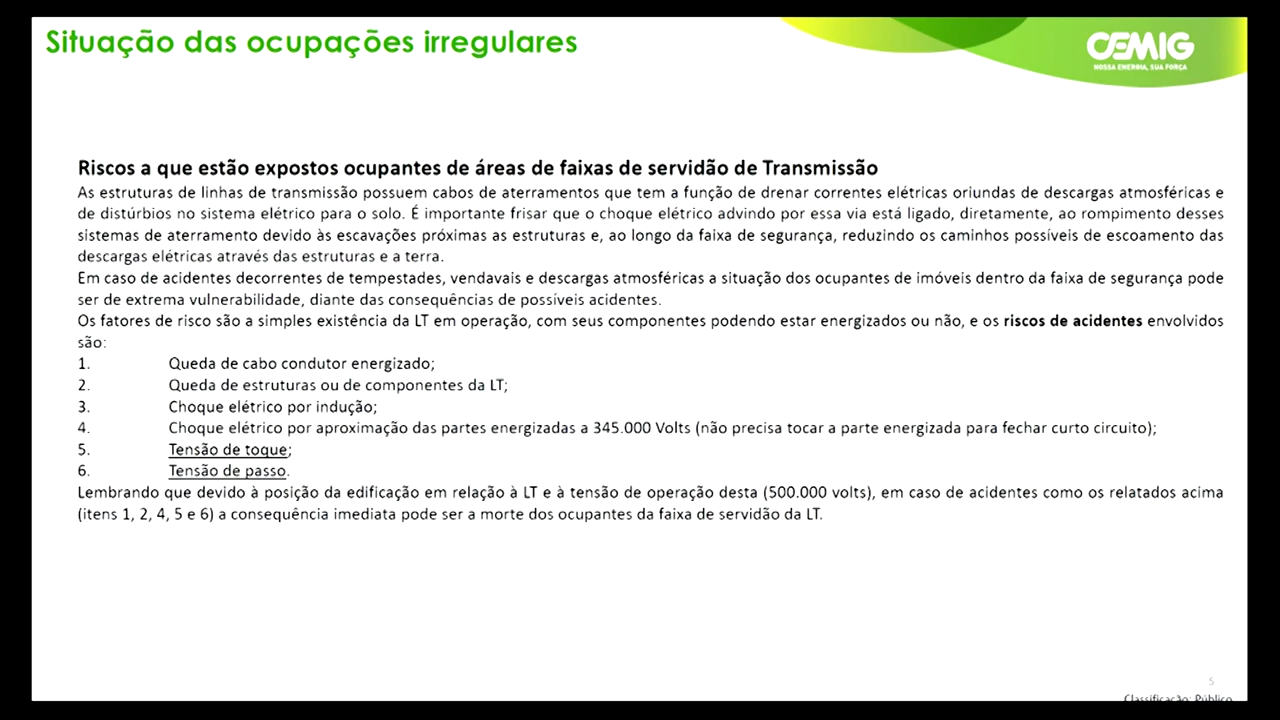 Situação das ocupações irregulares
CEMIG
NOSSA ENERGIA, SUA FORÇA
Riscos a que estão expostos ocupantes de áreas de faixas de servidão de Transmissão
As estruturas de linhas de transmissão possuem cabos de aterramentos que tem a função de drenar correntes elétricas oriundas de descargas atmosféricas e
de distúrbios no sistema elétrico para o solo. É importante frisar que o choque elétrico advindo por essa via está ligado, diretamente, ao rompimento desses
sistemas de aterramento devido às escavações próximas as estruturas e, ao longo da faixa de segurança, reduzindo os caminhos possíveis de escoamento das
descargas elétricas através das estruturas e a terra.
Em caso de acidentes decorrentes de tempestades, vendavais e descargas atmosféricas a situação dos ocupantes de imóveis dentro da faixa de segurança pode
ser de extrema vulnerabilidade, diante das consequências de possíveis acidentes.
Os fatores de risco são a simples existência da LT em operação, com seus componentes podendo estar energizados ou não, e os riscos de acidentes envolvidos
são:
1. Queda de cabo condutor energizado;
2. Queda de estruturas ou de componentes da LT;
3. Choque elétrico por indução;
4. Choque elétrico por aproximação das partes energizadas a 345.000 Volts (não precisa tocar a parte energizada para fechar curto circuito);
5. Tensão de toque;
6. Tensão de passo.
Lembrando que devido à posição da edificação em relação à LT e à tensão de operação desta (500.000 volts), em caso de acidentes como os relatados acima
(itens 1, 2, 4, 5 e 6) a consequência imediata pode ser a morte dos ocupantes da faixa de servidão da LT.
5
Classificação: Público